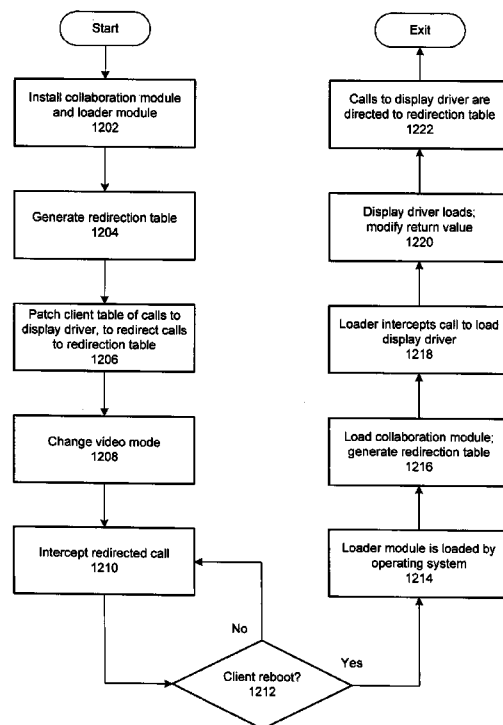 Start
Install collaboration module
and loader module
1202
Generate redirection table
1204
Patch client table of calls to
display driver, to redirect calls
to redirection table
1206
Change video mode
1208
Intercept redirected call
1210
No
Client reboot?
1212
Yes
Loader module is loaded by
operating system
1214
Load collaboration module;
generate redirection table
1216
Loader intercepts call to load
display driver
1218
Display driver loads;
modify return value
1220
Calls to display driver are
directed to redirection table
1222
Exit